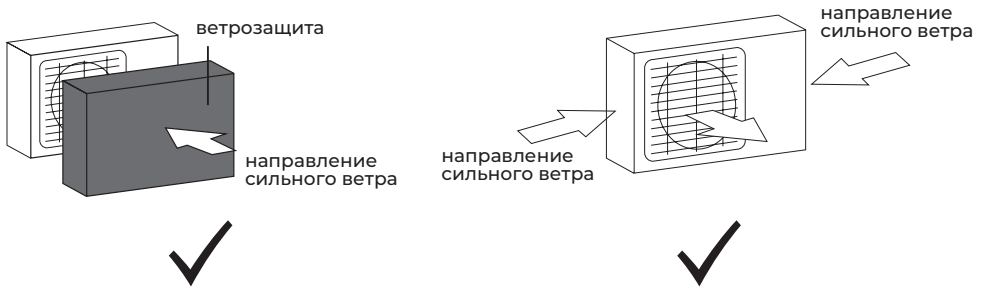 ветрозащита
направление
сильного ветра
направление
сильного ветра
направление
сильного ветра